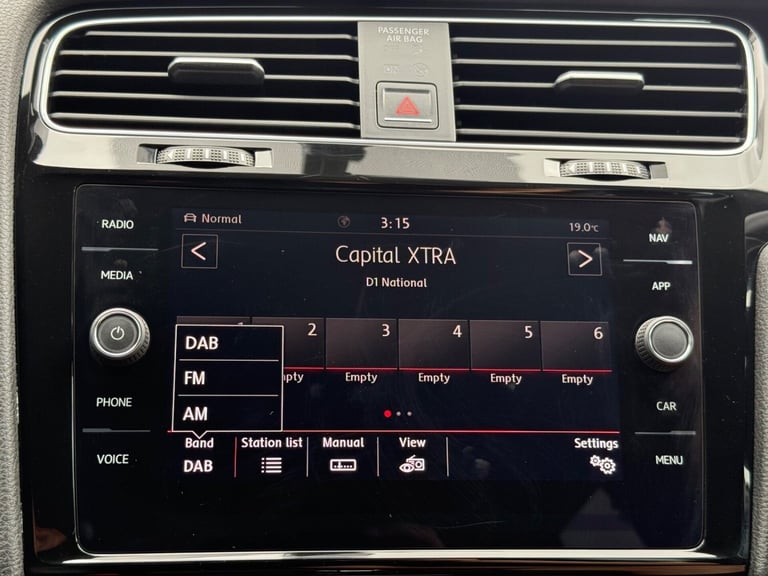 PASSENGER
AIR BAG
RADIO
MEDIA
PHONE
VOICE
Normal
3:15
19.0°C
<
Capital XTRA
>
D1 National
2
3
4
5
6
Empty
Empty
Empty
Empty
DAB
FM
AM
Band
DAB
Station list
Manual
View
Settings
NAV
APP
CAR
MENU